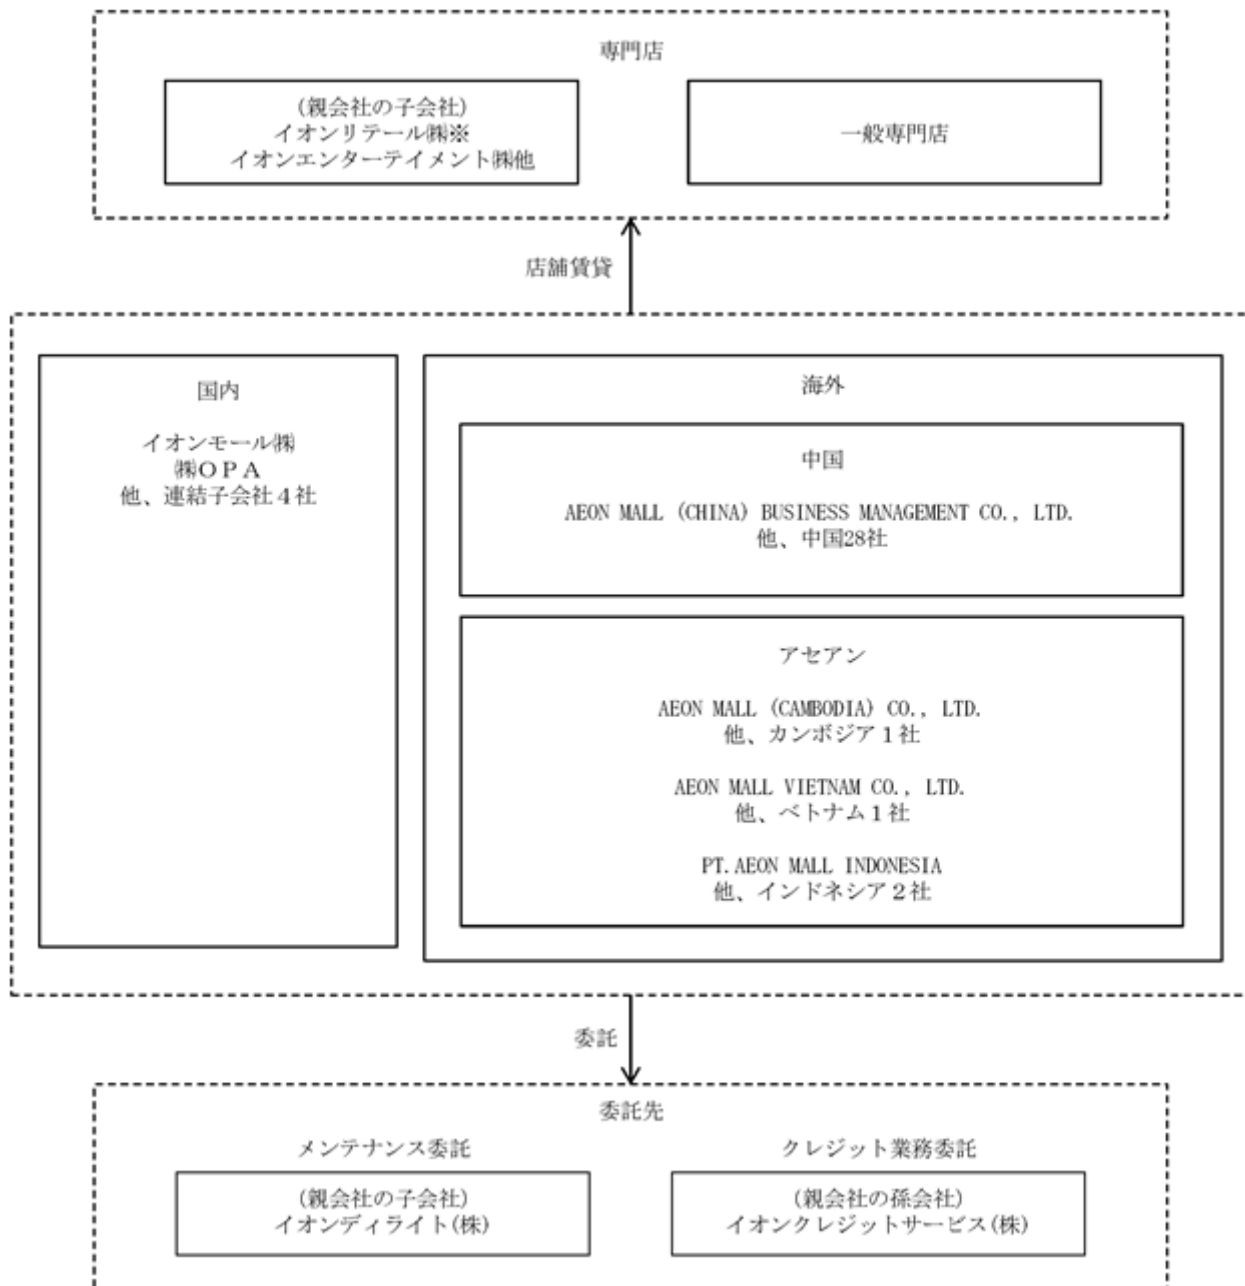 専門店
(親会社の子会社)
イオンリテール㈱※
イオンエンターテイメント㈱他
一般専門店
店舗賃貸
国内
イオンモール㈱
㈱ＯＰＡ
他、連結子会社４社
海外
中国
AEON MALL (CHINA) BUSINESS MANAGEMENT CO., LTD.
他、中国28社
アセアン
AEON MALL (CAMBODIA) CO., LTD.
他、カンボジア１社
AEON MALL VIETNAM CO., LTD.
他、ベトナム１社
PT.AEON MALL INDONESIA
他、インドネシア２社
委託
委託先
メンテナンス委託
(親会社の子会社)
イオンディライト(株)
クレジット業務委託
(親会社の孫会社)
イオンクレジットサービス(株)